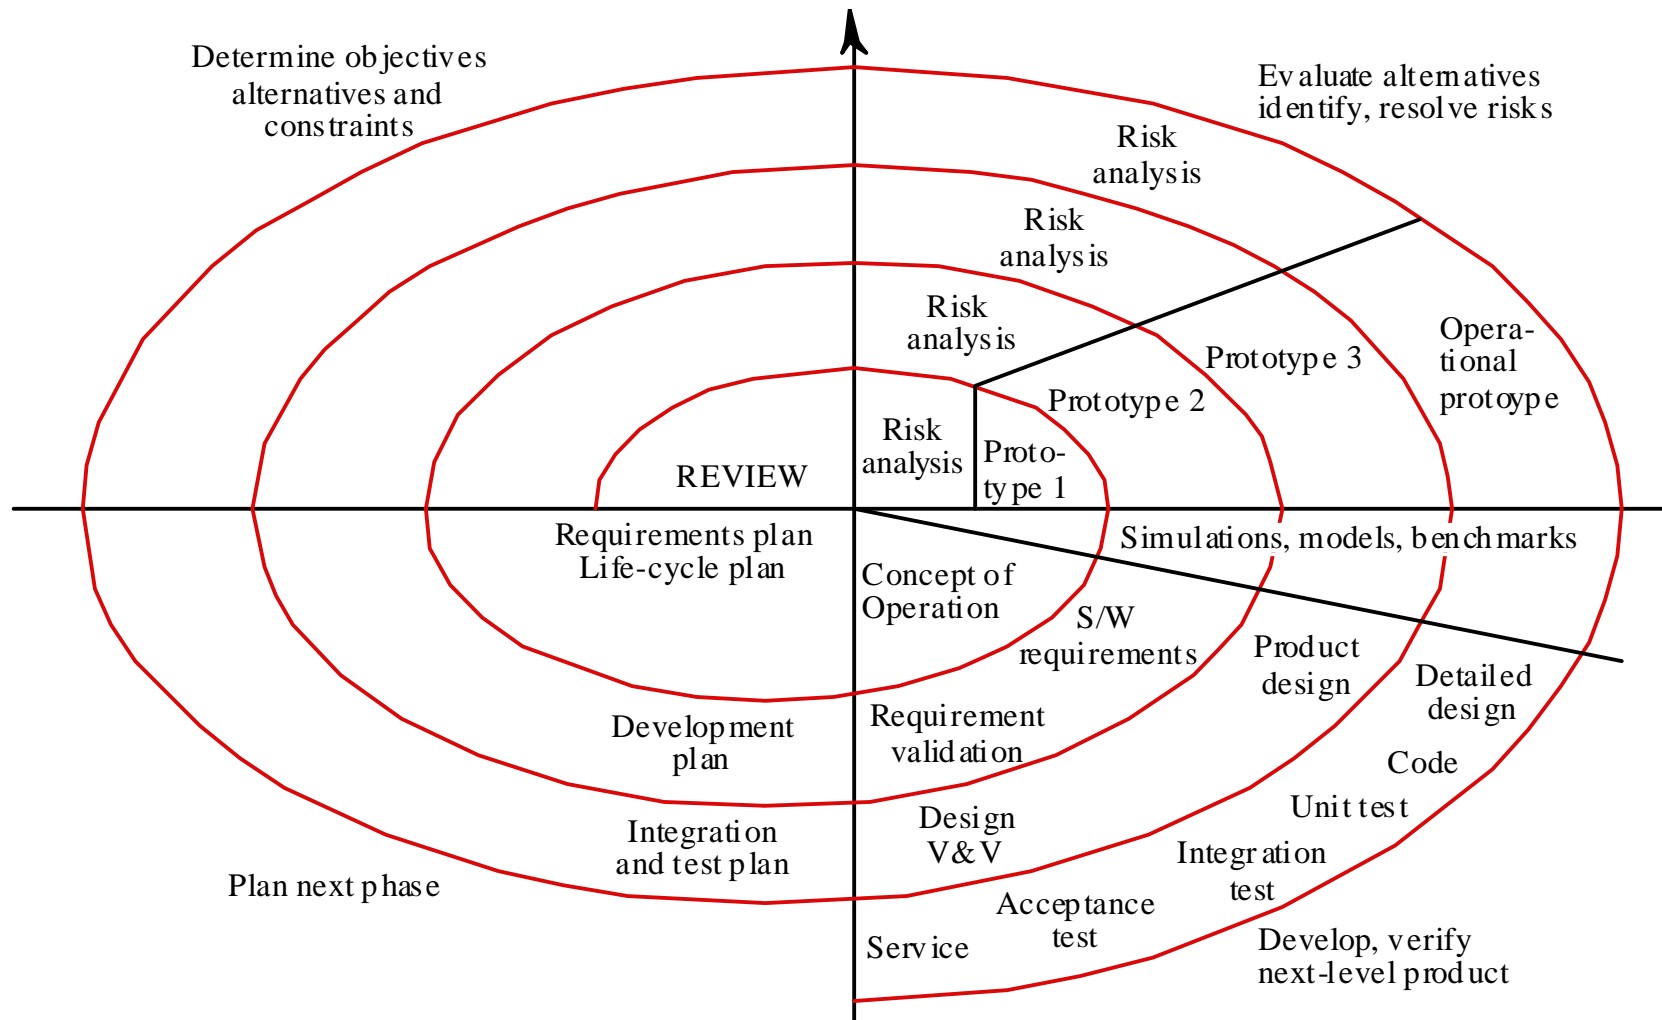 Determine objectives
alternatives and
constraints
Evaluate alternatives
identify, resolve risks
Risk
analysis
Risk
analysis
Risk
analysis
Risk
analysis
Proto-
type 1
Prototype 2
Prototype 3
Opera-
tional
protoype
REVIEW
Requirements plan
Life-cycle plan
Simulations, models, benchmarks
Concept of
Operation
S/W
requirements
Product
design
Detailed
design
Development
plan
Requirement
validation
Code
Unit test
Integration
and test plan
Design
V&V
Integration
test
Plan next phase
Acceptance
test
Service
Develop, verify
next-level product